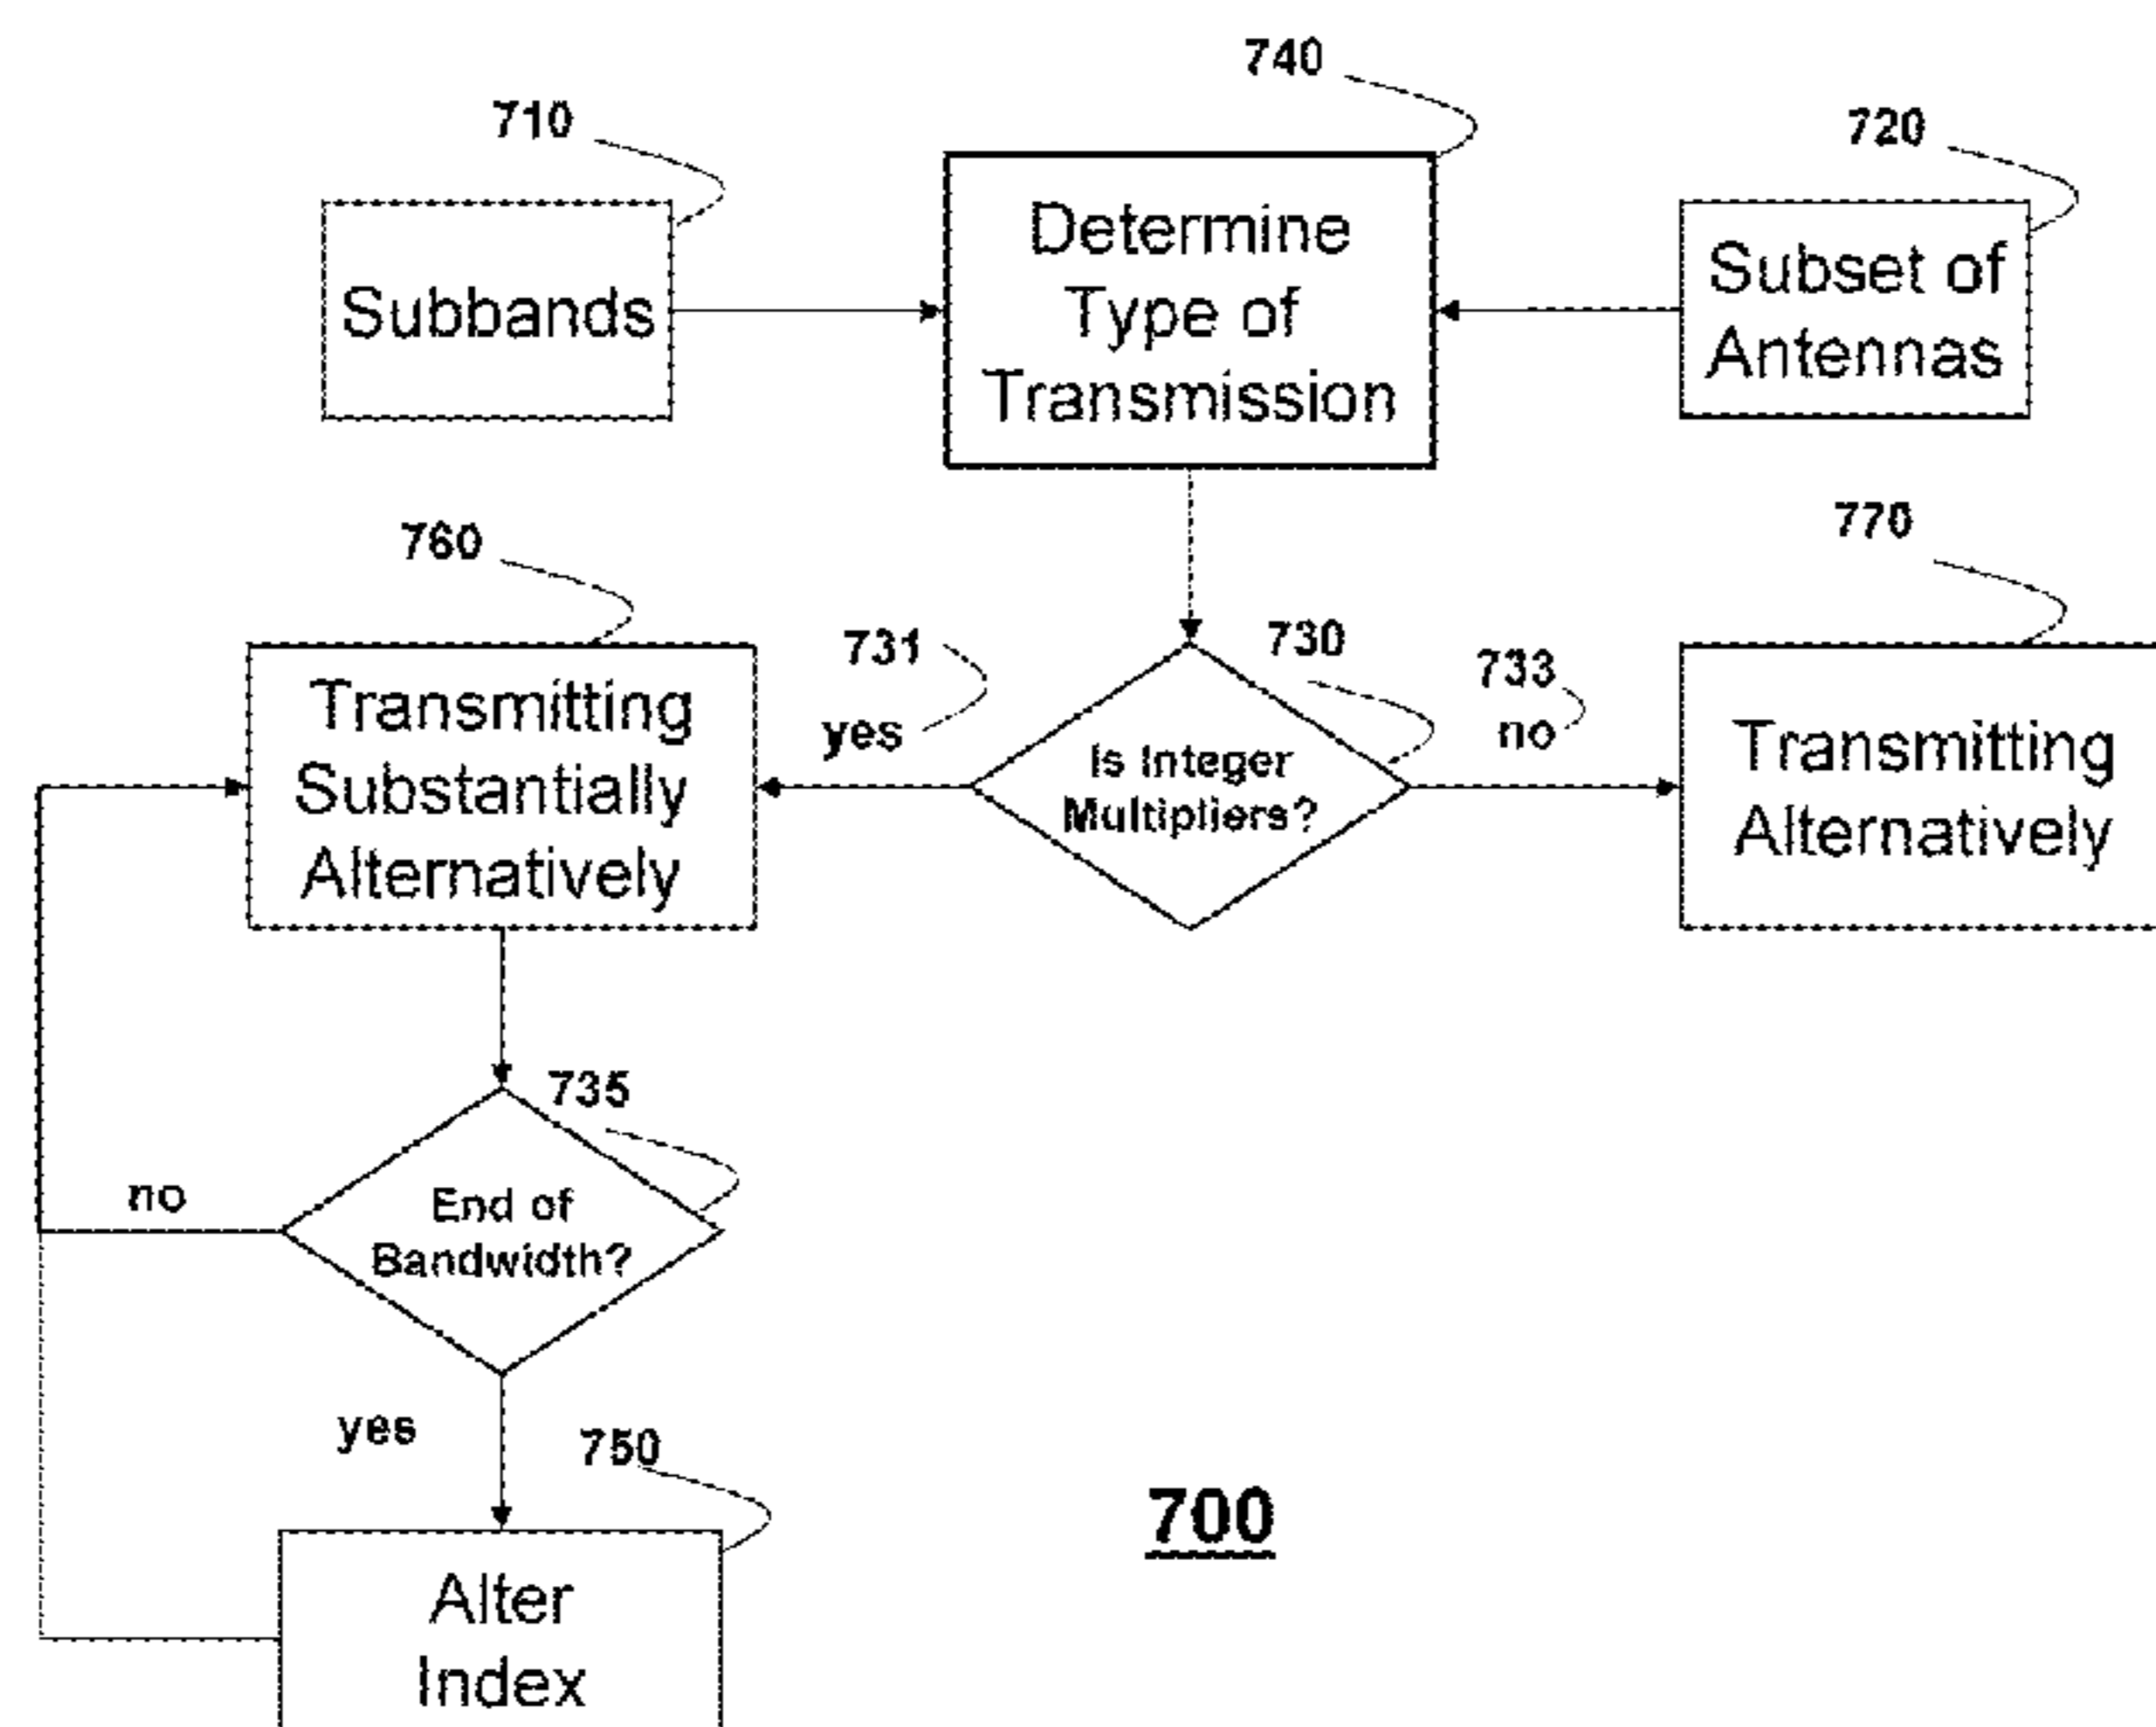 740
710
720
Determine
Type of
Transmission
Subbands
Subset of
Antennas
760
770
731
yes
730
733
no
Transmitting
Substantially
Alternatively
Is Integer
Multipliers?
Transmitting
Alternatively
735
no
End of
Bandwidth?
yes
750
700
Alter
Index